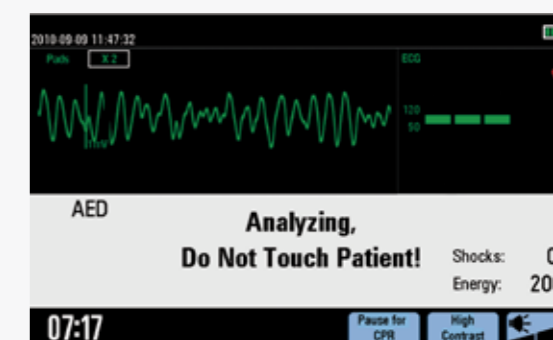 2010-09-09 11:47:32
Pads X 2 ECG
120
50
1mV
AED
Analyzing,
Do Not Touch Patient!
Shocks:
Energy:
07:17
Pause for
CPR
High
Contrast